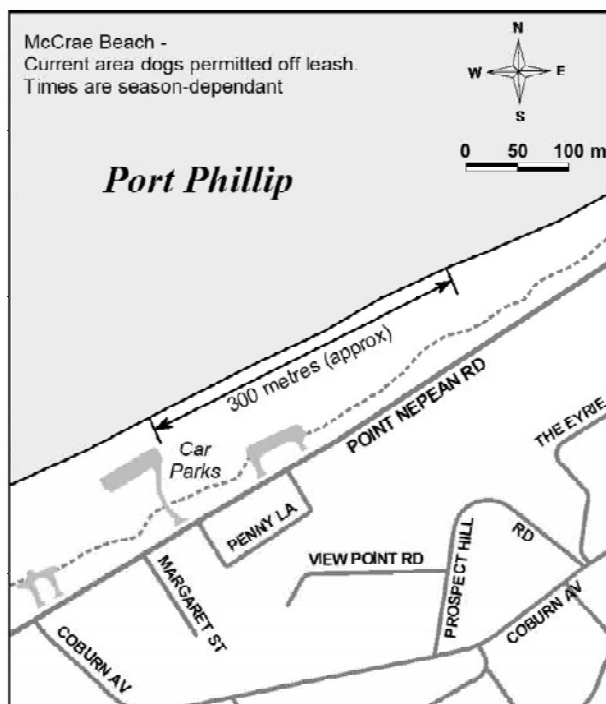 McCrae Beach -
Current area dogs permitted off leash.
Times are season-dependant
N
W E
S
0 50 100 m
Port Phillip
300 metres (approx)
POINT NEPEAN RD
THE EYRIE
Car
Parks
PENNY LA
VIEW POINT RD
PROSPECT HILL
RD
MARGARET ST
COBURN AV
COBURN AV